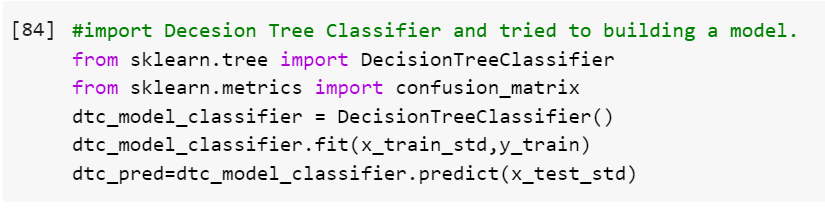 [84] #import Decesion Tree Classifier and tried to building a model.
from sklearn.tree import DecisionTreeClassifier
from sklearn.metrics import confusion_matrix
dtc_model_classifier = DecisionTreeClassifier()
dtc_model_classifier.fit(x_train_std,y_train)
dtc_pred=dtc_model_classifier.predict(x_test_std)